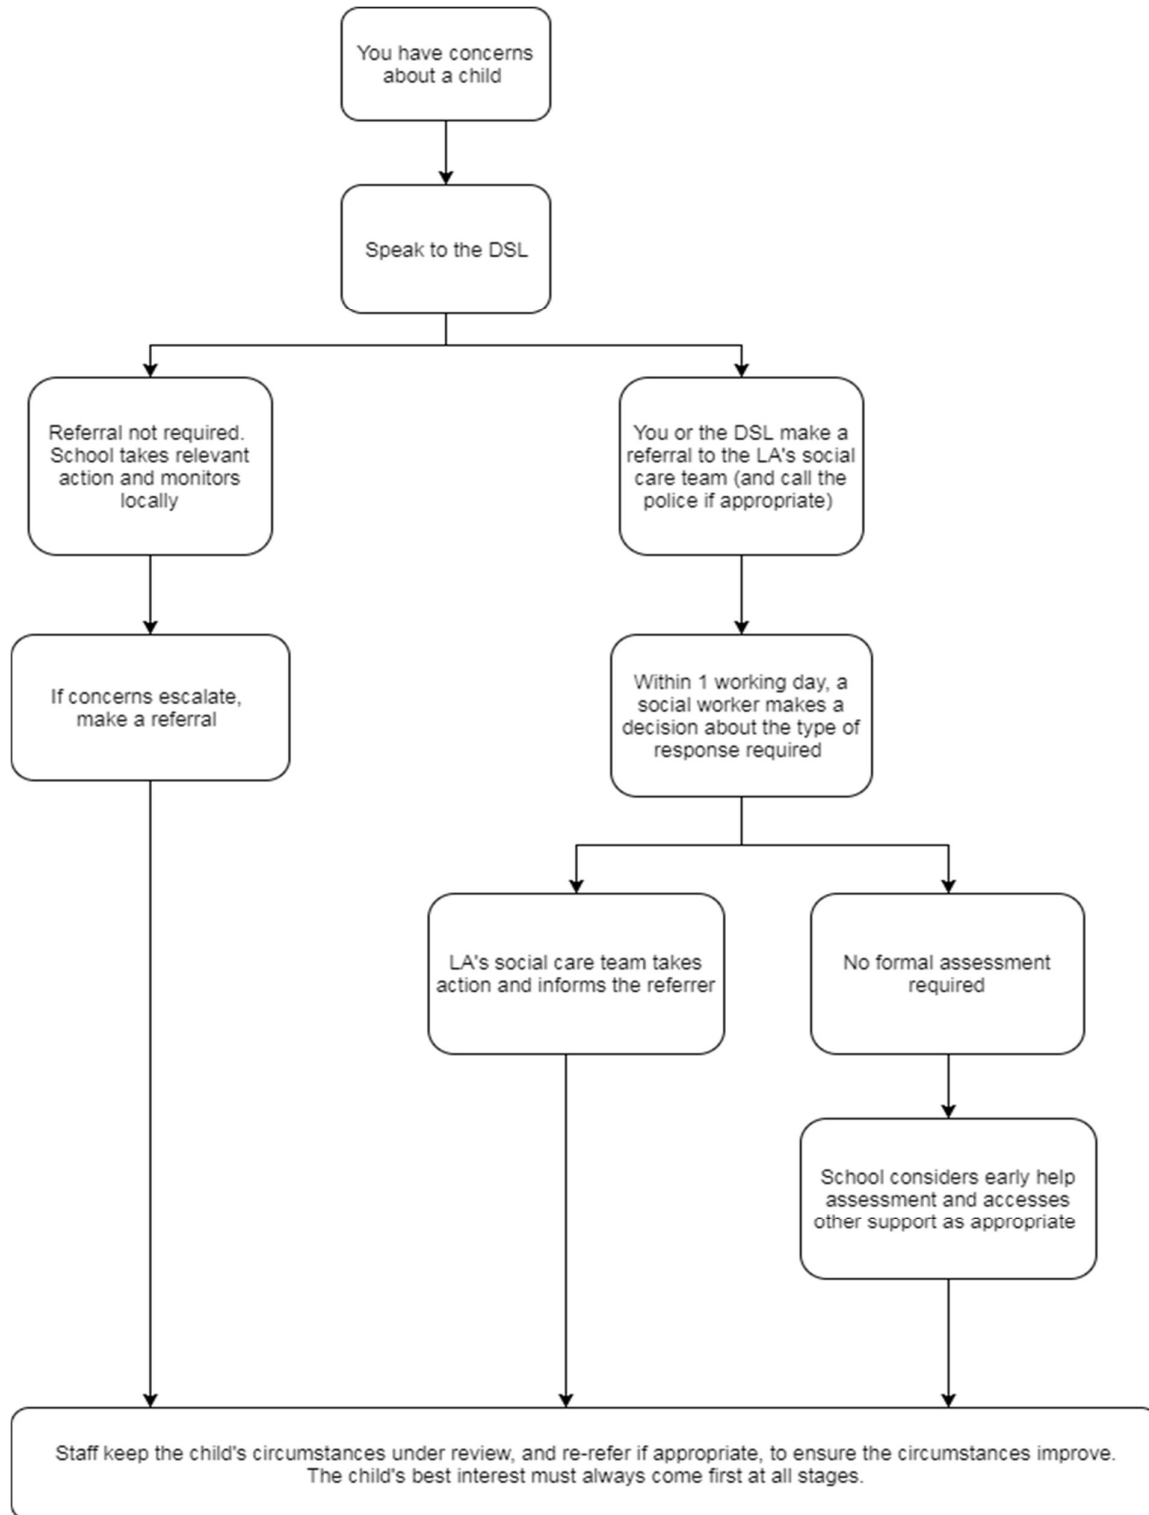 You have concerns
about a child
Speak to the DSL
Referral not required.
School takes relevant
action and monitors
locally
You or the DSL make a
referral to the LA's social
care team (and call the
police if appropriate)
If concerns escalate,
make a referral
Within 1 working day, a
social worker makes a
decision about the type of
response required
LA's social care team takes
action and informs the referrer
No formal assessment
required
School considers early help
assessment and accesses
other support as appropriate
Staff keep the child's circumstances under review, and re-refer if appropriate, to ensure the circumstances improve.
The child's best interest must always come first at all stages.